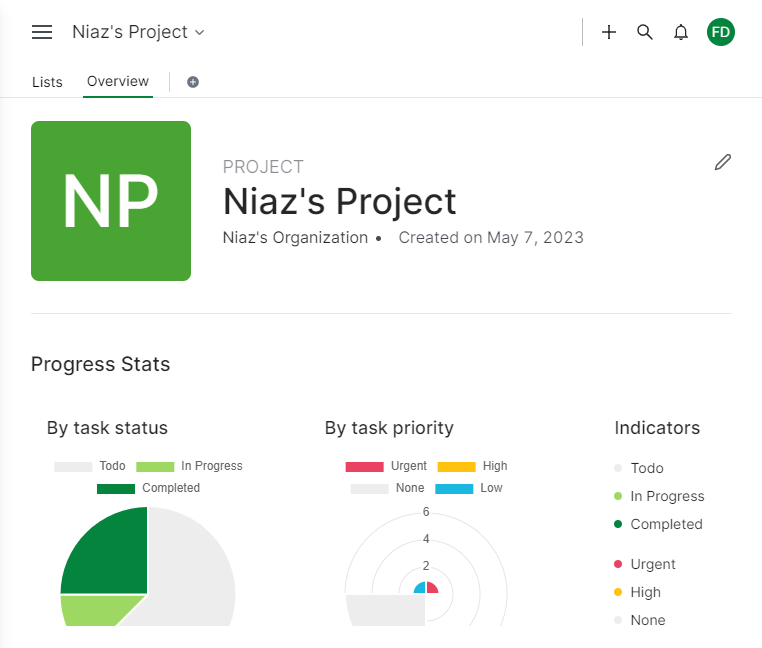 Niaz's Project
FD
Lists
Overview
NP
PROJECT
Niaz's Project
Niaz's Organization • Created on May 7, 2023
Progress Stats
By task status
Todo In Progress
Completed
By task priority
Urgent High
None Low
6
4
2
Indicators
Todo
In Progress
Completed
Urgent
High
None